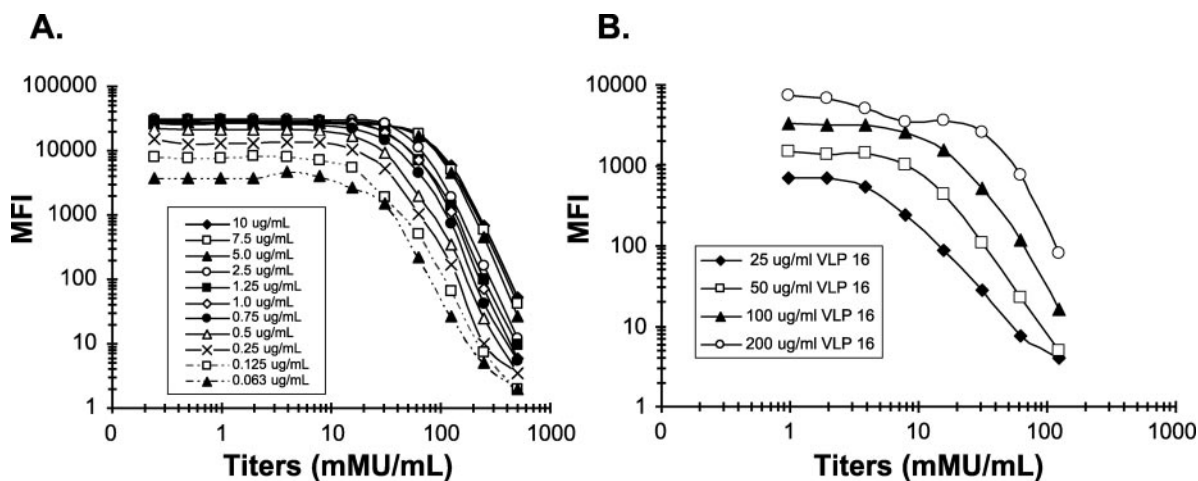 A.
100000
10000
1000
100
10
1
MFI
10 ug/mL
7.5 ug/mL
5.0 ug/mL
2.5 ug/mL
1.25 ug/mL
1.0 ug/mL
0.75 ug/mL
0.5 ug/mL
0.25 ug/mL
0.125 ug/mL
0.063 ug/mL
0 1 10 100 1000
Titers (mMU/mL)
B.
10000
1000
100
10
1
MFI
25 ug/ml VLP 16
50 ug/ml VLP 16
100 ug/ml VLP 16
200 ug/ml VLP 16
0 1 10 100 1000
Titers (mMU/mL)